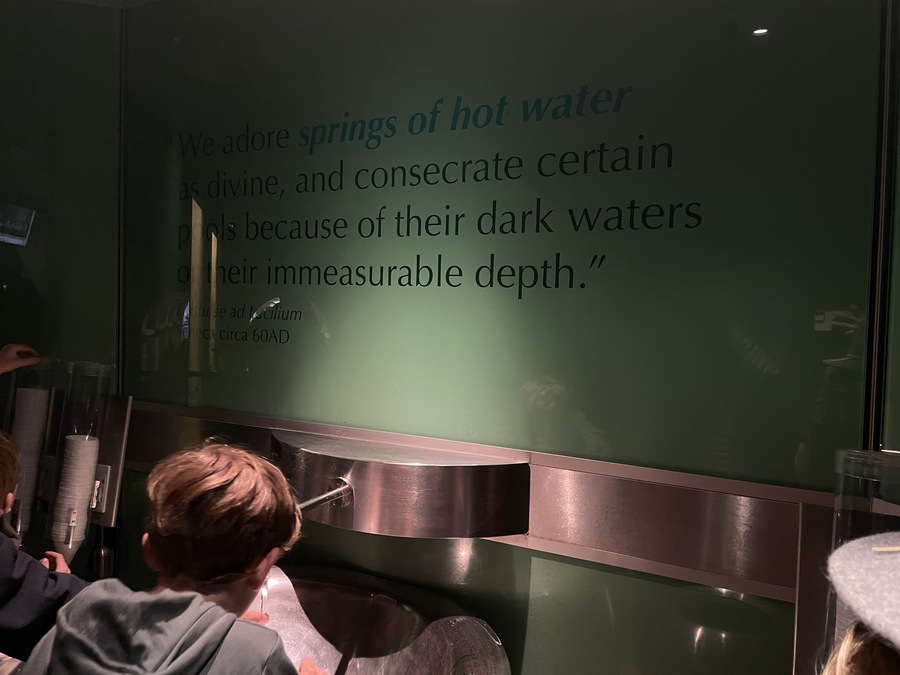 "We adore springs of hot water
as divine, and consecrate certain
pools because of their dark waters
or their immeasurable depth."
ad Lucilium
Seneca circa 60AD